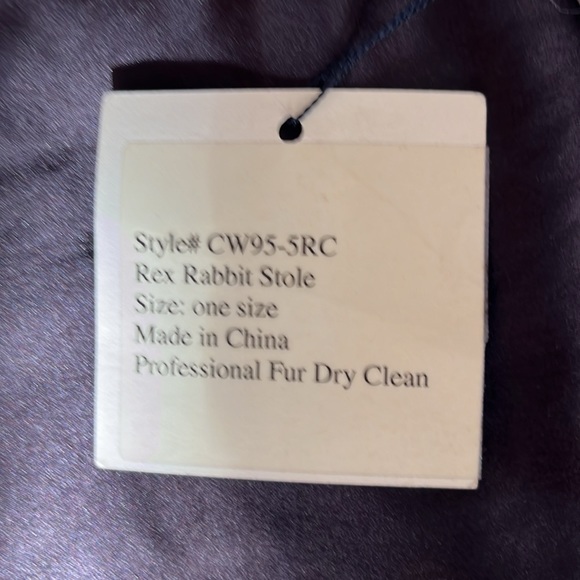 Style# CW95-5RC
Rex Rabbit Stole
Size: one size
Made in China
Professional Fur Dry Clean